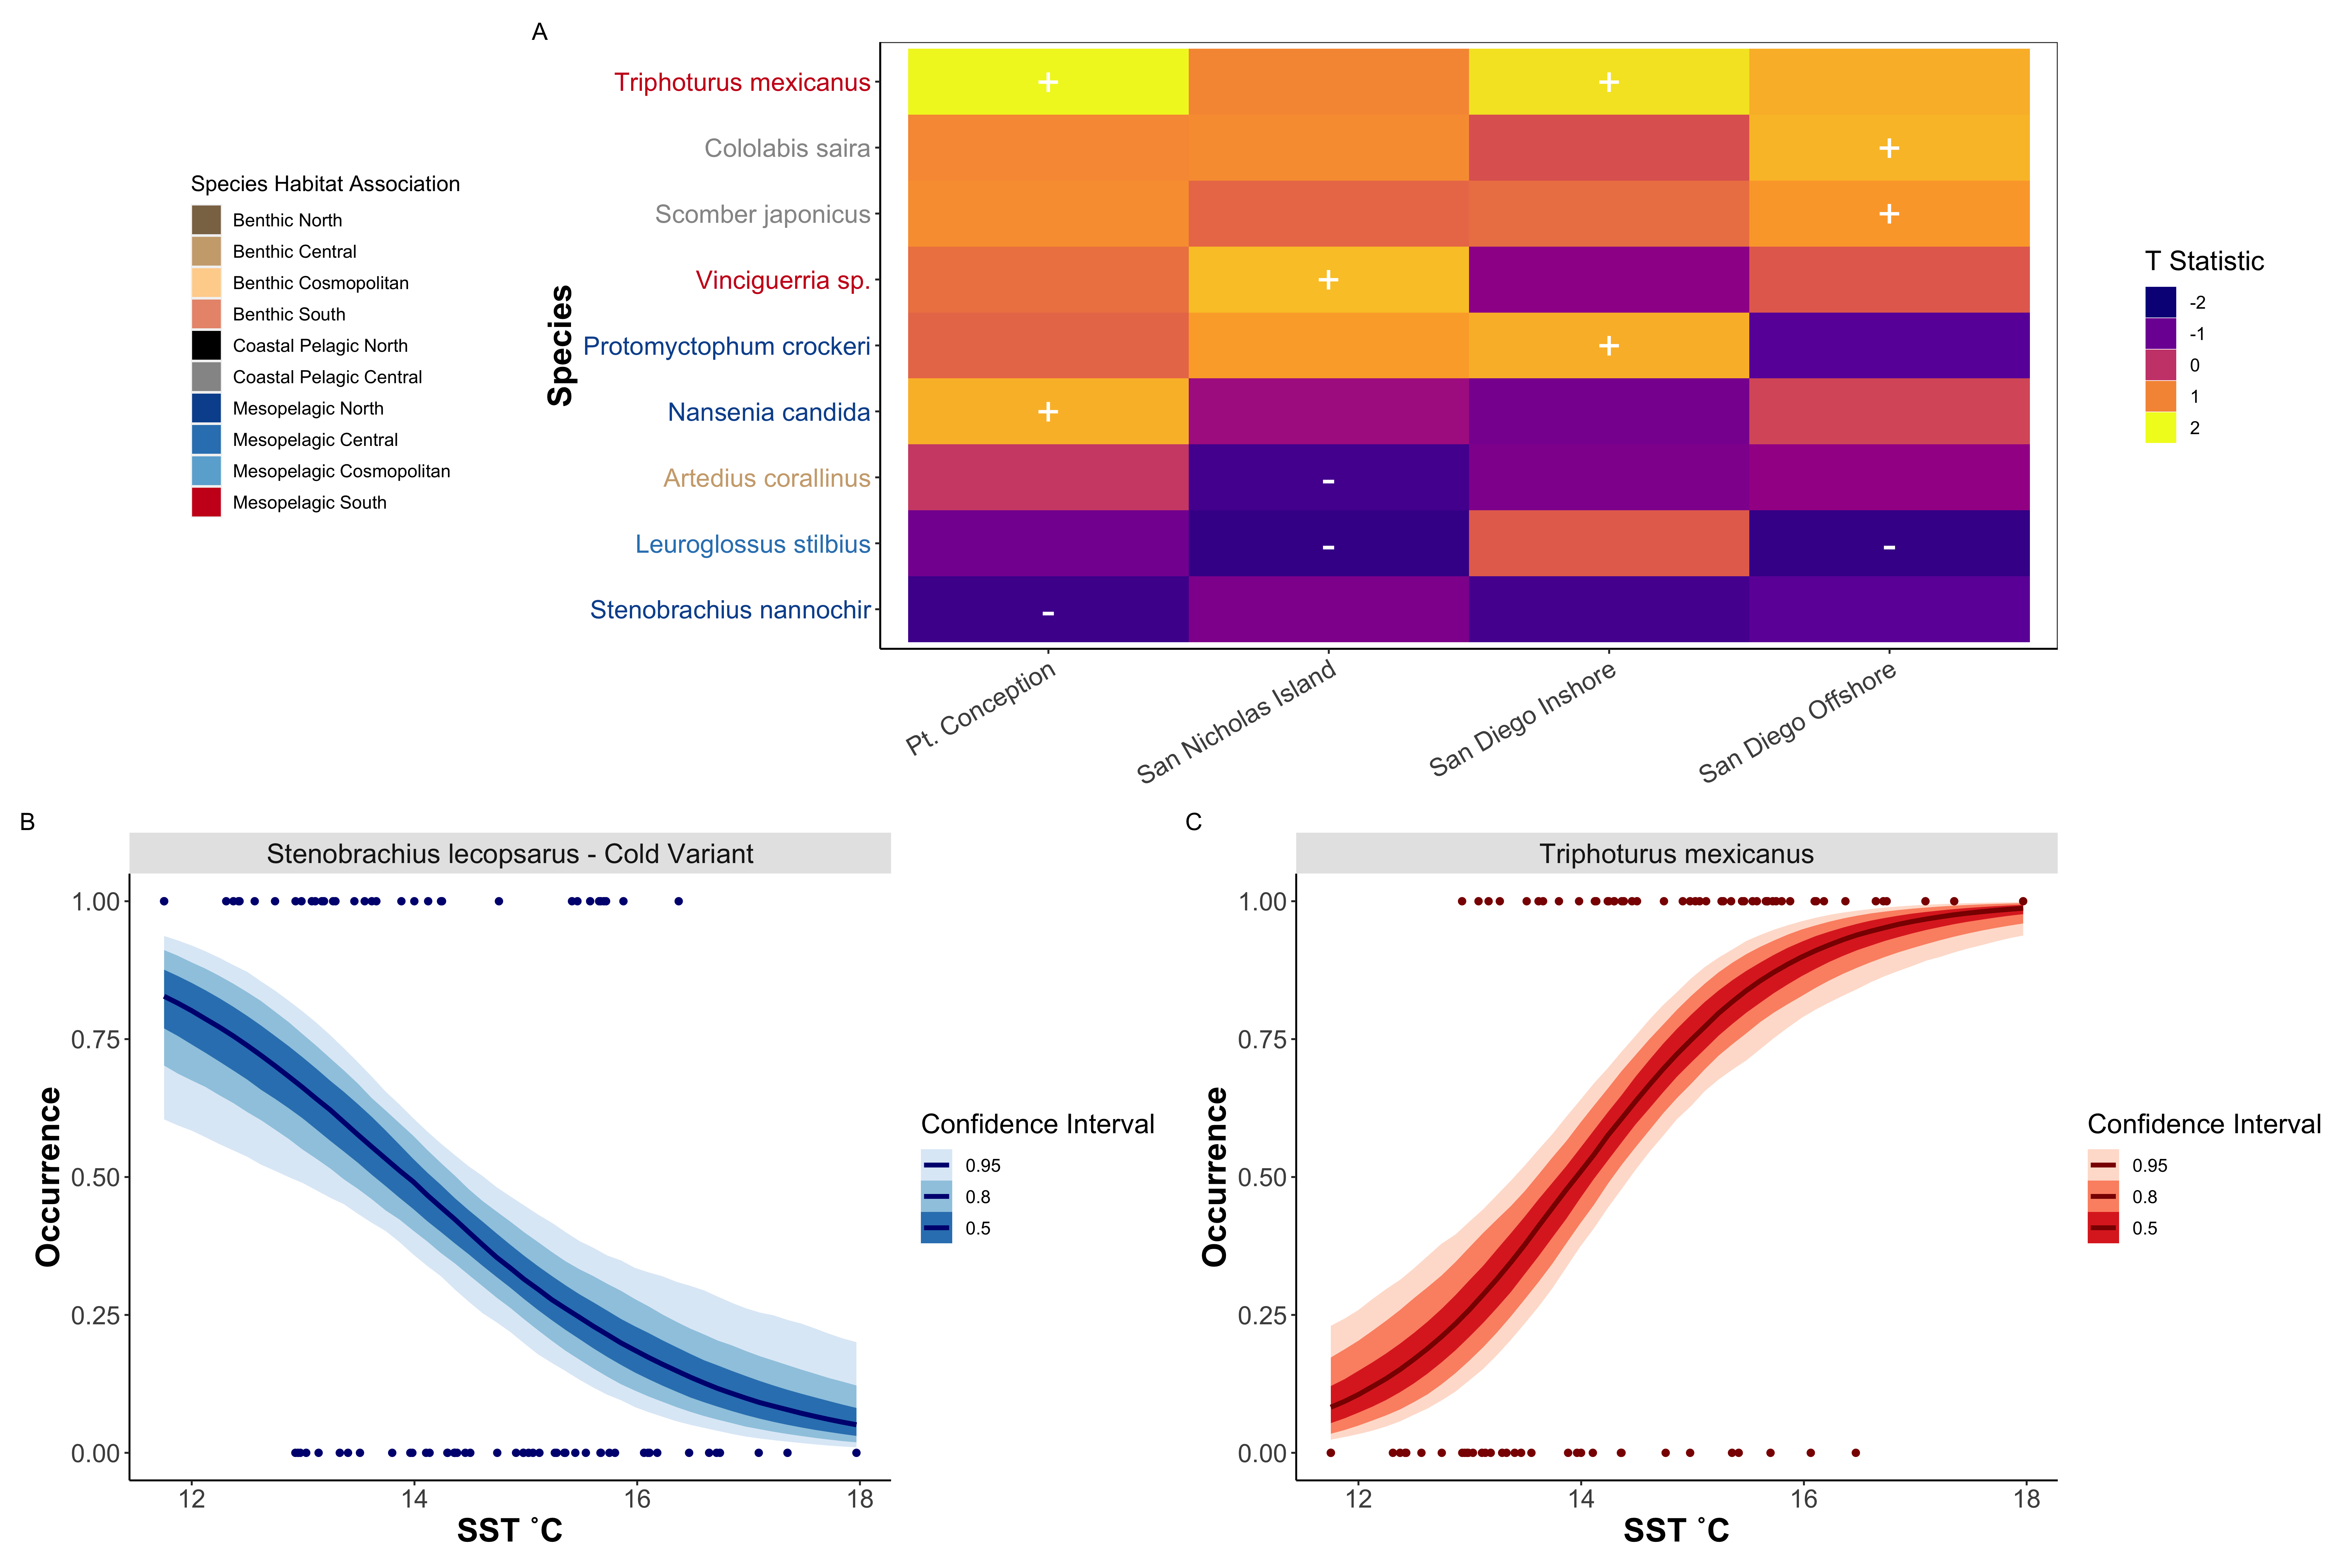 A
Species Habitat Association
Benthic North
Benthic Central
Benthic Cosmopolitan
Benthic South
Coastal Pelagic North
Coastal Pelagic Central
Mesopelagic North
Mesopelagic Central
Mesopelagic Cosmopolitan
Mesopelagic South
Species
Triphoturus mexicanus
+ +
Cololabis saira
+
Scomber japonicus
+
Vinciguerria sp.
+
Protomyctophum crockeri
+
Nansenia candida
+
Artedius corallinus
-
Leuroglossus stilbius
- -
Stenobrachius nannochir
-
Pt. Conception
San Nicholas Island
San Diego Inshore
San Diego Offshore
T Statistic
-2
-1
0
1
2
B
Stenobrachius lecopsarus - Cold Variant
Occurrence
1.00
0.75
0.50
0.25
0.00
12 14 16 18
SST ˚C
Confidence Interval
0.95
0.8
0.5
C
Triphoturus mexicanus
Occurrence
1.00
0.75
0.50
0.25
0.00
12 14 16 18
SST ˚C
Confidence Interval
0.95
0.8
0.5